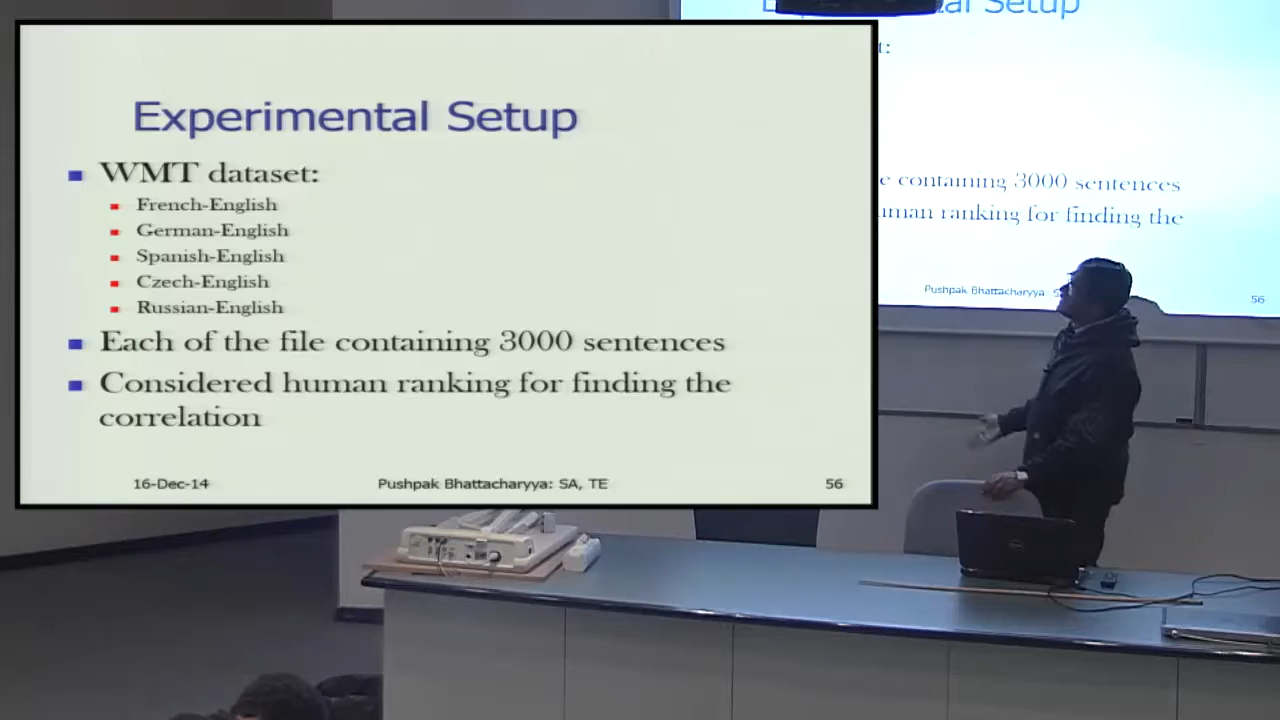 Experimental Setup
WMT dataset:
French-English
German-English
Spanish-English
Czech-English
Russian-English
Each of the file containing 3000 sentences
Considered human ranking for finding the
correlation
16-Dec-14
Pushpak Bhattacharyya: SA, TE
56
tal Setup
t:
e containing 3000 sentences
uman ranking for finding the
Pushpak Bhattacharyya: S
56